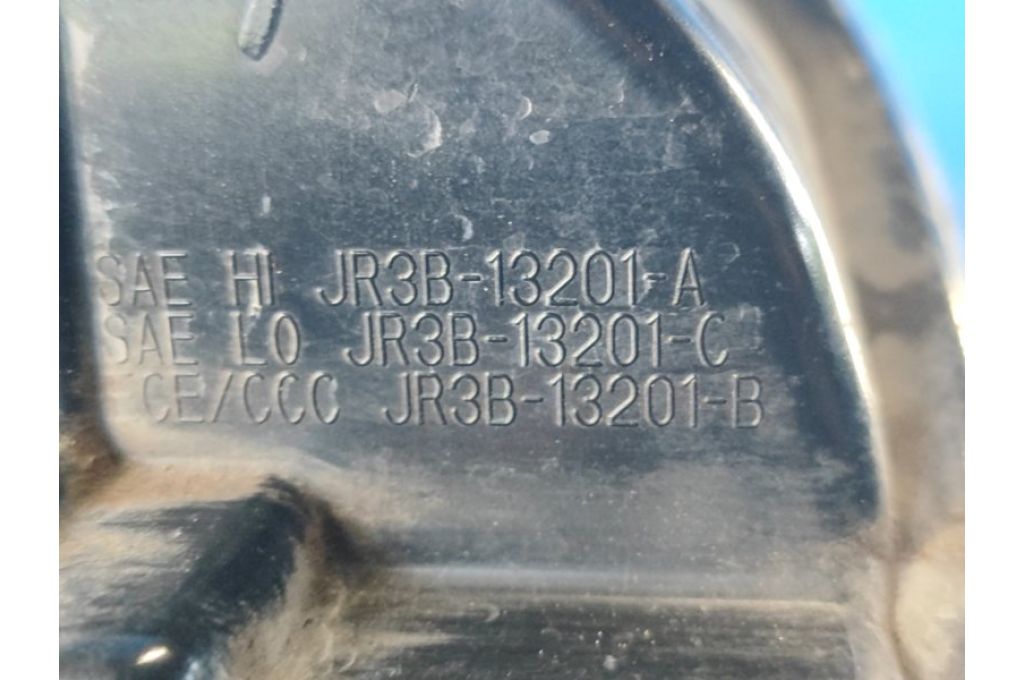 SAE HI JR3B-13201-A
SAE LO JR3B-13201-C
CE/CCC JR3B-13201-B